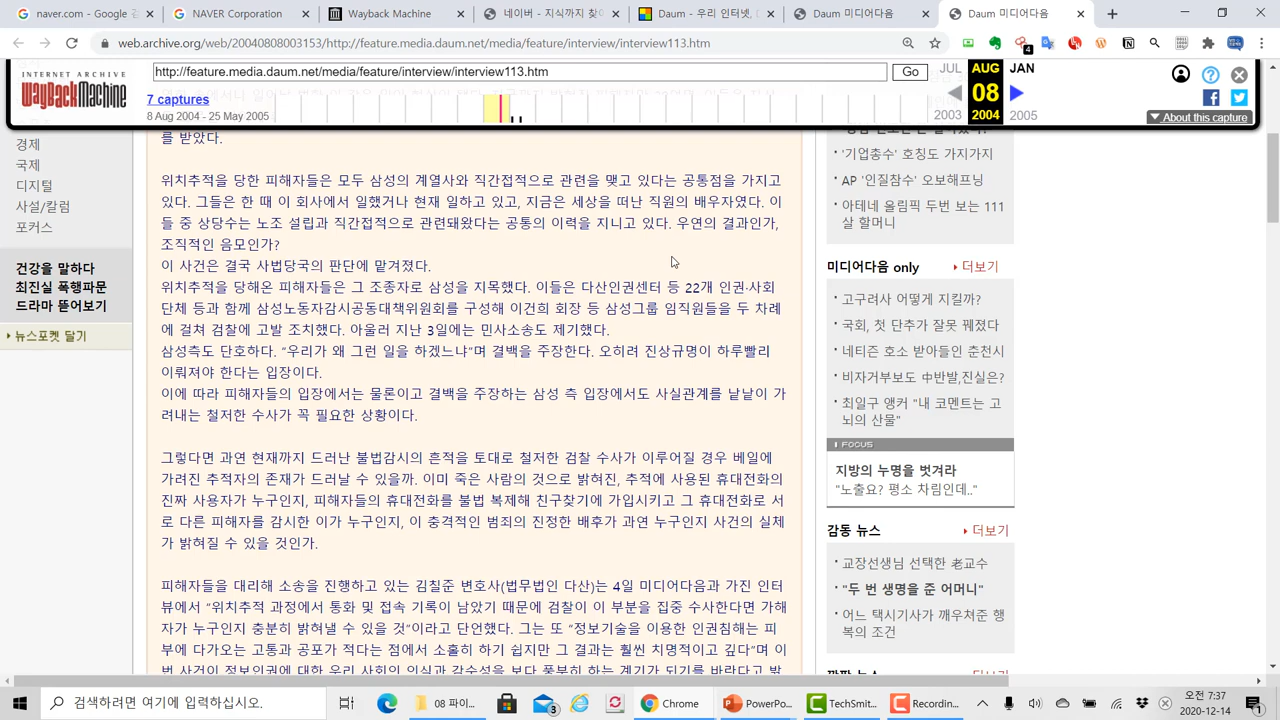 naver.com - Google 검
NAVER Corporation
Wayback Machine
네이버 - 지식까지 찾아
Daum - 우리 인터넷, D
Daum 미디어다음
Daum 미디어다음
web.archive.org/web/20040808003153/http://feature.media.daum.net/media/feature/interview/interview113.htm
INTERNET ARCHIVE
WayBackMachine
http://feature.media.daum.net/media/feature/interview/interview113.htm
Go
JUL
AUG
JAN
08
2003
2004
2005
7 captures
8 Aug 2004 - 25 May 2005
About this capture
경제
국제
디지털
사설/칼럼
포커스
건강을 말하다
최진실 폭행파문
드라마 뜯어보기
뉴스포켓 달기
를 받았다.
위치추적을 당한 피해자들은 모두 삼성의 계열사와 직간접적으로 관련을 맺고 있다는 공통점을 가지고
있다. 그들은 한 때 이 회사에서 일했거나 현재 일하고 있고, 지금은 세상을 떠난 직원의 배우자였다. 이
들 중 상당수는 노조 설립과 직간접적으로 관련돼왔다는 공통의 이력을 지니고 있다. 우연의 결과인가,
조직적인 음모인가?
이 사건은 결국 사법당국의 판단에 맡겨졌다.
위치추적을 당해온 피해자들은 그 조종자로 삼성을 지목했다. 이들은 다산인권센터 등 22개 인권·사회
단체 등과 함께 삼성노동자감시공동대책위원회를 구성해 이건희 회장 등 삼성그룹 임직원들을 두 차례
에 걸쳐 검찰에 고발 조치했다. 아울러 지난 3일에는 민사소송도 제기했다.
삼성측도 단호하다. "우리가 왜 그런 일을 하겠느냐"며 결백을 주장한다. 오히려 진상규명이 하루빨리
이뤄져야 한다는 입장이다.
이에 따라 피해자들의 입장에서는 물론이고 결백을 주장하는 삼성 측 입장에서도 사실관계를 낱낱이 가
려내는 철저한 수사가 꼭 필요한 상황이다.
그렇다면 과연 현재까지 드러난 불법감시의 흔적을 토대로 철저한 검찰 수사가 이루어질 경우 베일에
가려진 추적자의 존재가 드러날 수 있을까. 이미 죽은 사람의 것으로 밝혀진, 추적에 사용된 휴대전화의
진짜 사용자가 누구인지, 피해자들의 휴대전화를 불법 복제해 친구찾기에 가입시키고 그 휴대전화로 서
로 다른 피해자를 감시한 이가 누구인지, 이 충격적인 범죄의 진정한 배후가 과연 누구인지 사건의 실체
가 밝혀질 수 있을 것인가.
피해자들을 대리해 소송을 진행하고 있는 김칠준 변호사(법무법인 다산)는 4일 미디어다음과 가진 인터
뷰에서 "위치추적 과정에서 통화 및 접속 기록이 남았기 때문에 검찰이 이 부분을 집중 수사한다면 가해
자가 누구인지 충분히 밝혀낼 수 있을 것"이라고 단언했다. 그는 또 "정보기술을 이용한 인권침해는 피
부에 다가오는 고통과 공포가 적다는 점에서 소홀히 하기 쉽지만 그 결과는 훨씬 치명적이고 깊다"며 이
번 사건이 정보인권에 대한 우리 사회의 인식과 감수성을 보다 풍부히 하는 계기가 되기를 바란다고 밝
'기업총수' 호칭도 가지가지
AP '인질참수' 오보해프닝
아테네 올림픽 두번 보는 111
살 할머니
미디어다음 only
더보기
고구려사 어떻게 지킬까?
국회, 첫 단추가 잘못 꿰졌다
네티즌 호소 받아들인 춘천시
비자거부보도 中반발,진실은?
최일구 앵커 "내 코멘트는 고
뇌의 산물"
FOCUS
지방의 누명을 벗겨라
"노출요? 평소 차림인데.."
감동 뉴스
더보기
교장선생님 선택한 老교수
"두 번 생명을 준 어머니"
어느 택시기사가 깨우쳐준 행
복의 조건
검색하려면 여기에 입력하십시오.
08 파이...
3
Chrome
PowerPo...
TechSmit...
Recordin...
오전 7:37
2020-12-14
1
4